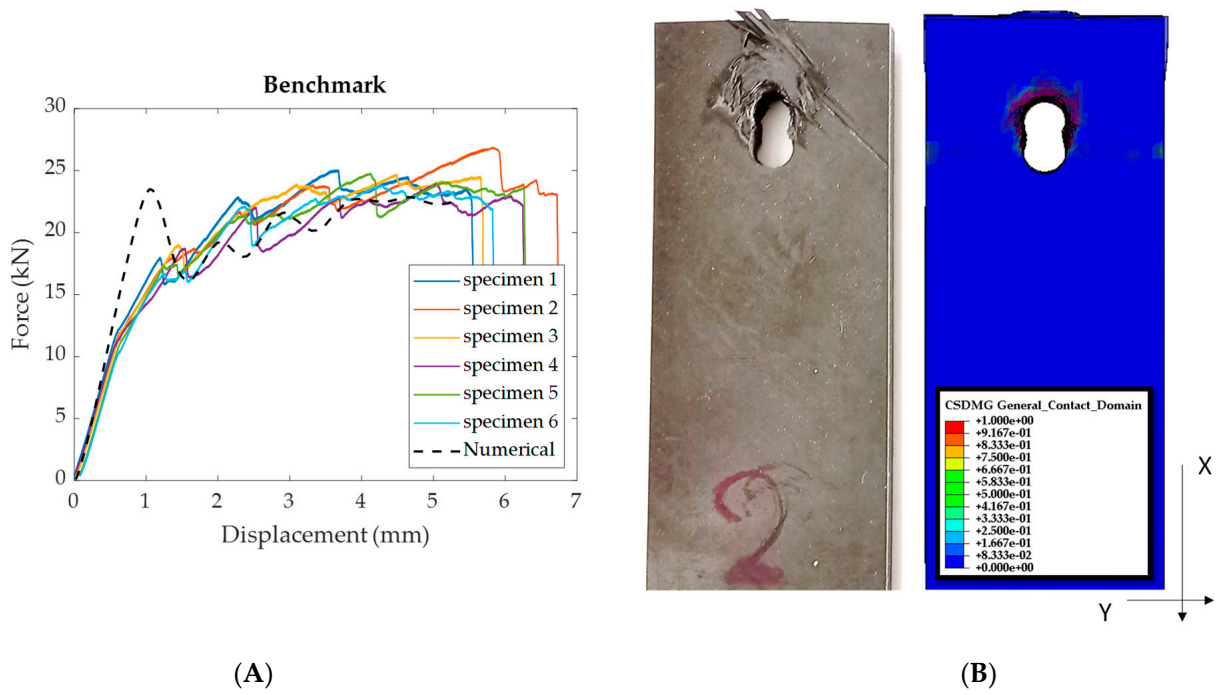 Benchmark
30
25
20
15
10
5
0
Force (kN)
0 1 2 3 4 5 6 7
Displacement (mm)
specimen 1
specimen 2
specimen 3
specimen 4
specimen 5
specimen 6
Numerical
(A)
2
CSDMG General_Contact_Domain
+1.000e+00
+9.167e-01
+8.333e-01
+7.500e-01
+6.667e-01
+5.833e-01
+5.000e-01
+4.167e-01
+3.333e-01
+2.500e-01
+1.667e-01
+8.333e-02
+0.000e+00
X
Y
(B)